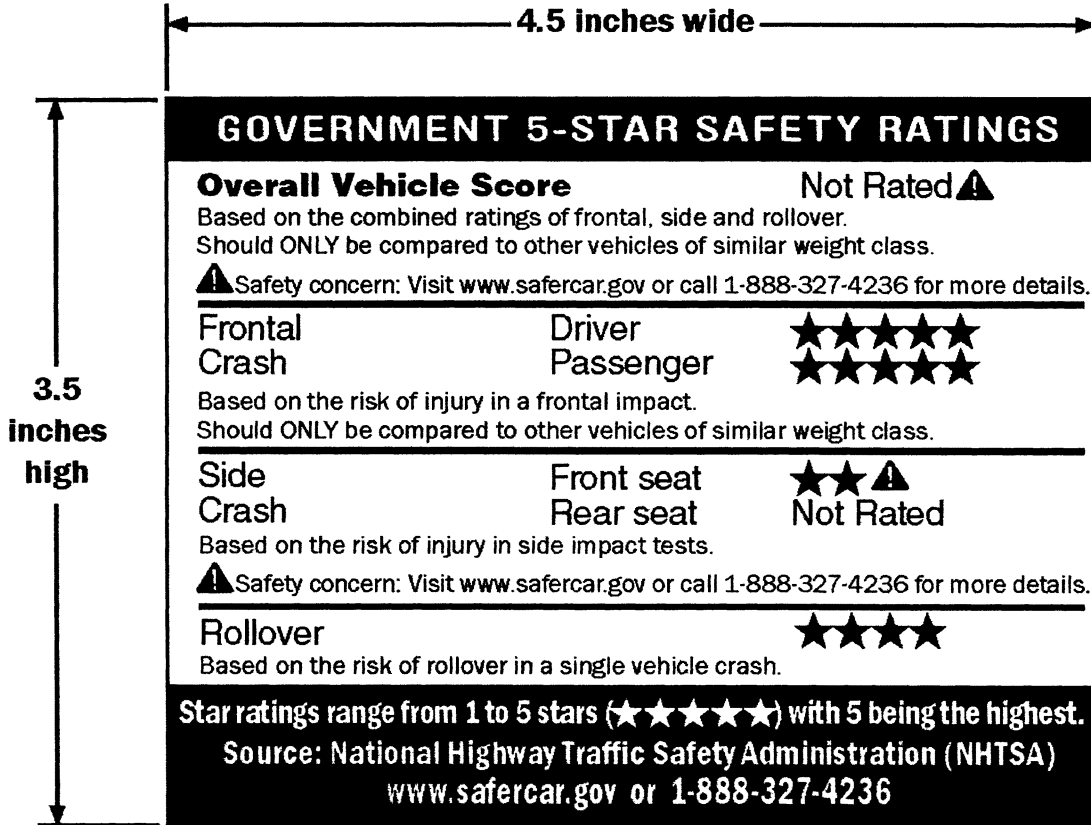 4.5 inches wide
3.5
inches
high
GOVERNMENT 5-STAR SAFETY RATINGS
Overall Vehicle Score Not Rated
Based on the combined ratings of frontal, side and rollover.
Should ONLY be compared to other vehicles of similar weight class.
Safety concern: Visit www.safercar.gov or call 1-888-327-4236 for more details.
Frontal Driver ★★★★★
Crash Passenger ★★★★★
Based on the risk of injury in a frontal impact.
Should ONLY be compared to other vehicles of similar weight class.
Side Front seat ★★
Crash Rear seat Not Rated
Based on the risk of injury in side impact tests.
Safety concern: Visit www.safercar.gov or call 1-888-327-4236 for more details.
Rollover ★★★★
Based on the risk of rollover in a single vehicle crash.
Star ratings range from 1 to 5 stars (★★★★★) with 5 being the highest.
Source: National Highway Traffic Safety Administration (NHTSA)
www.safercar.gov or 1-888-327-4236